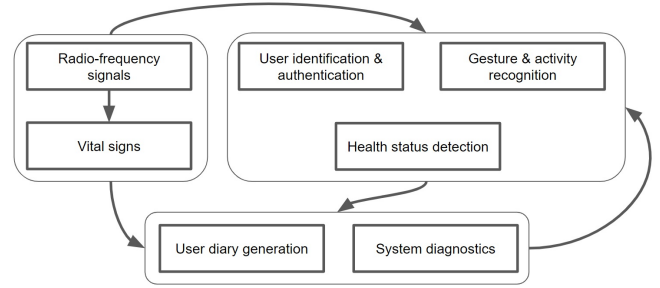 Radio-frequency
signals
User identification &
authentication
Gesture & activity
recognition
Vital signs
Health status detection
User diary generation
System diagnostics